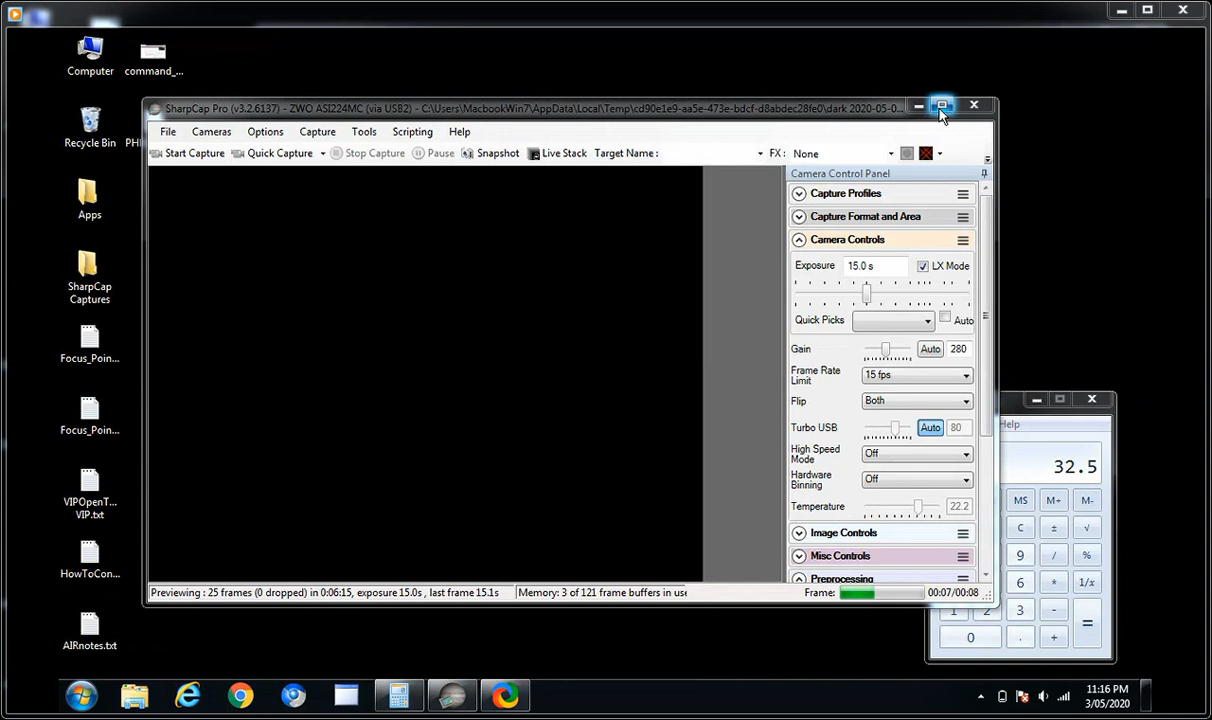 Computer
command_...
Recycle Bin
PHI
Apps
SharpCap
Captures
Focus_Poin...
Focus_Poin...
VIPOpenT...
VIP.txt
HowToCon...
AIRnotes.txt
SharpCap Pro (v3.2.6137) - ZWO ASI224MC (via USB2) - C:\Users\MacbookWin7\AppData\Local\Temp\cd90e1e9-aa5e-473e-bdcf-d8abdec28fe0\dark 2020-05-0...
File Cameras Options Capture Tools Scripting Help
Start Capture Quick Capture Stop Capture Pause Snapshot Live Stack Target Name : FX : None
Camera Control Panel
Capture Profiles
Capture Format and Area
Camera Controls
Exposure 15.0 s LX Mode
Quick Picks Auto
Gain Auto 280
Frame Rate
Limit 15 fps
Flip Both
Turbo USB Auto 80
High Speed
Mode Off
Hardware
Binning Off
Temperature 22.2
Image Controls
Misc Controls
Preprocessing
Previewing : 25 frames (0 dropped) in 0:06:15, exposure 15.0s , last frame 15.1s Memory: 3 of 121 frame buffers in use Frame: 00:07/00:08
Help
32.5
MS M+ M-
C ± √
9 / %
6 * 1/x
1 2 3 - =
0 . +
11:16 PM
3/05/2020